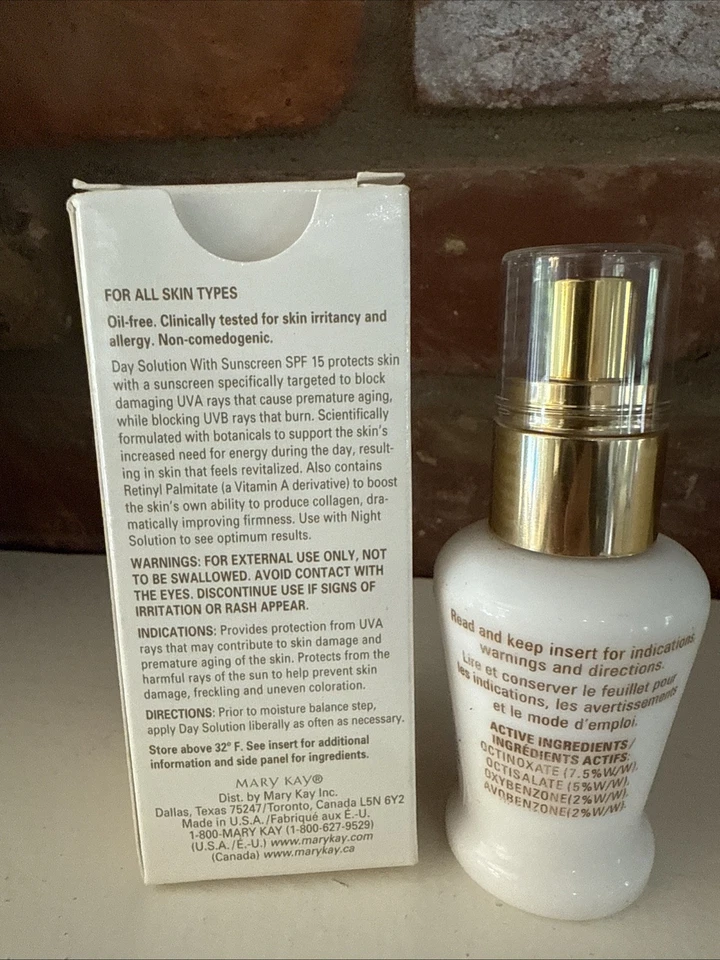 FOR ALL SKIN TYPES
Oil-free. Clinically tested for skin irritancy and
allergy. Non-comedogenic.
Day Solution With Sunscreen SPF 15 protects skin
with a sunscreen specifically targeted to block
damaging UVA rays that cause premature aging,
while blocking UVB rays that burn. Scientifically
formulated with botanicals to support the skin's
increased need for energy during the day, result-
ing in skin that feels revitalized. Also contains
Retinyl Palmitate (a Vitamin A derivative) to boost
the skin's own ability to produce collagen, dra-
matically improving firmness. Use with Night
Solution to see optimum results.
WARNINGS: FOR EXTERNAL USE ONLY, NOT
TO BE SWALLOWED. AVOID CONTACT WITH
THE EYES. DISCONTINUE USE IF SIGNS OF
IRRITATION OR RASH APPEAR.
INDICATIONS: Provides protection from UVA
rays that may contribute to skin damage and
premature aging of the skin. Protects from the
harmful rays of the sun to help prevent skin
damage, freckling and uneven coloration.
DIRECTIONS: Prior to moisture balance step,
apply Day Solution liberally as often as necessary.
Store above 32° F. See insert for additional
information and side panel for ingredients.
MARY KAY®
Dist. by Mary Kay Inc.
Dallas, Texas 75247/Toronto, Canada L5N 6Y2
Made in U.S.A./Fabriqué aux É.-U.
1-800-MARY KAY (1-800-627-9529)
(U.S.A./É.-U.) www.marykay.com
(Canada) www.marykay.ca
Read and keep insert for indications
warnings and directions.
Lire et conserver le feuillet pour
les indications, les avertissements
et le mode d'emploi.
ACTIVE INGREDIENTS/
INGRÉDIENTS ACTIFS.
OCTINOXATE (7.5%W/W),
OCTISALATE (5%W/W),
OXYBENZONE(2%W/W),
AVOBENZONE(2%W/W).